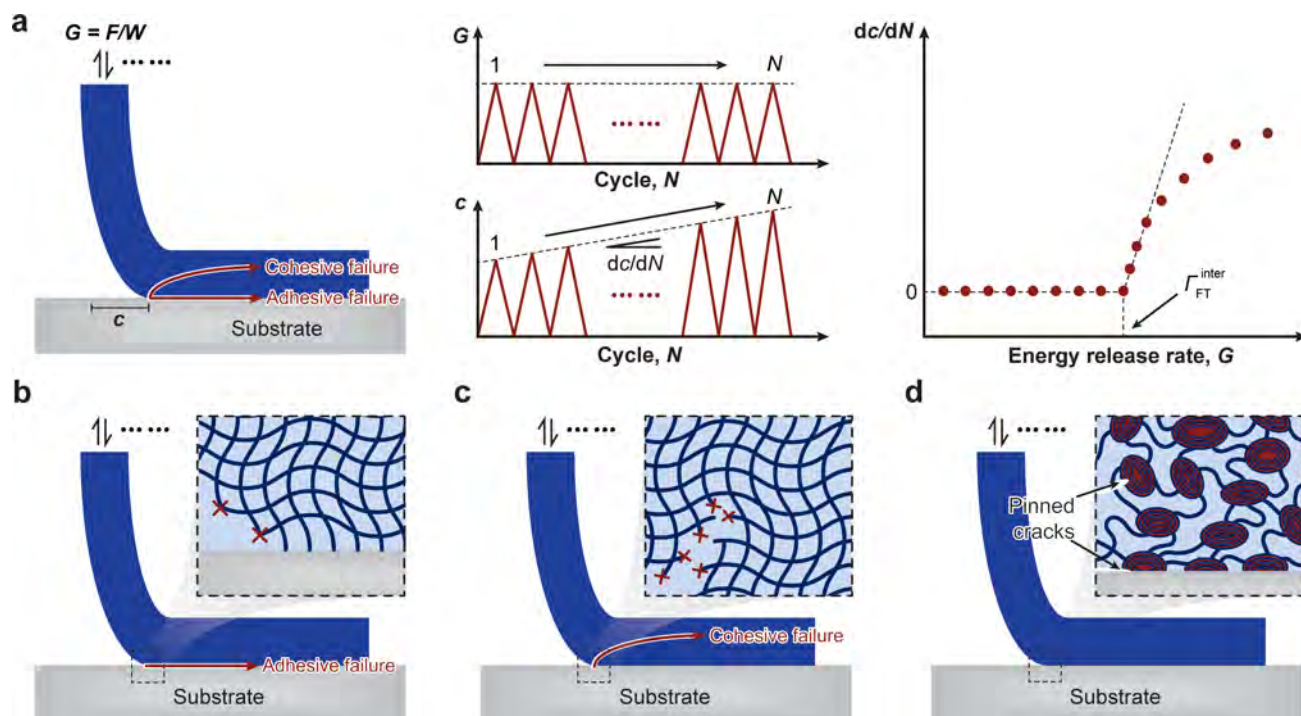 a
G = F/W
Cohesive failure
Adhesive failure
c
Substrate
G
1
N
Cycle, N
c
1
N
dc/dN
Cycle, N
dc/dN
0
Γ inter FT
Energy release rate, G
b
Adhesive failure
Substrate
c
Cohesive failure
Substrate
d
Pinned
cracks
Substrate